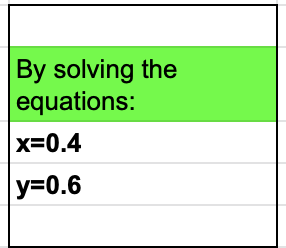 By solving the
equations:
x=0.4
y=0.6